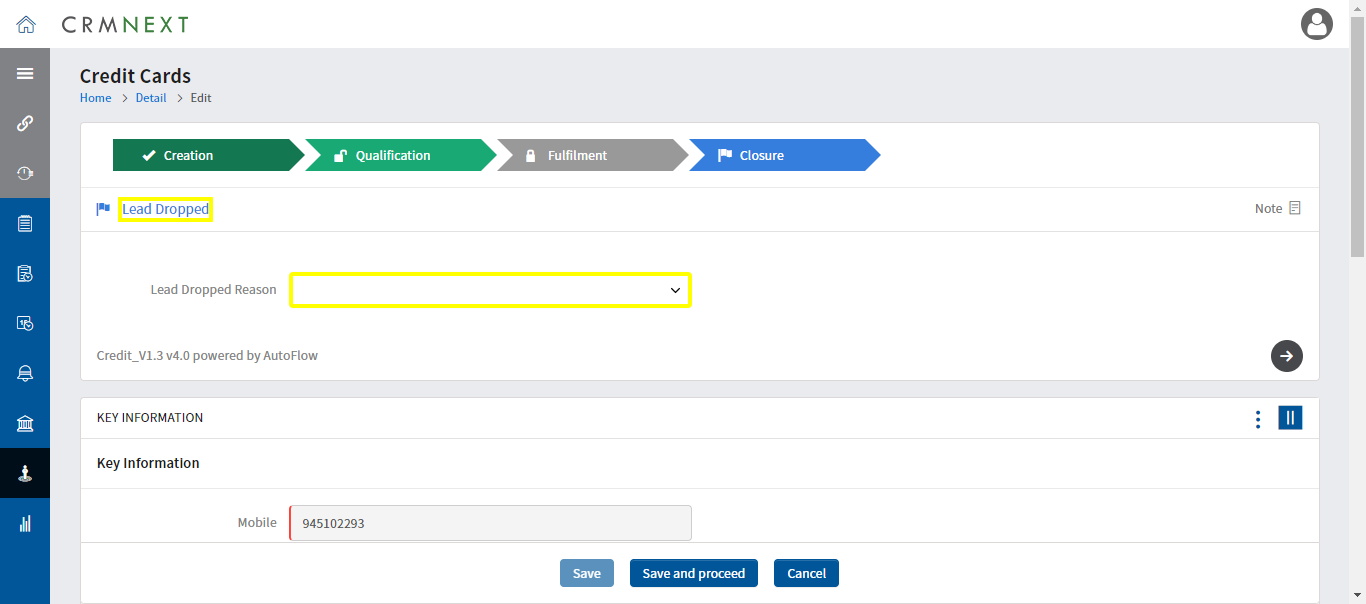 CRMNEXT
Credit Cards
Home > Detail > Edit
Creation Qualification Fulfilment Closure
Lead Dropped Note
Lead Dropped Reason
Credit_V1.3 v4.0 powered by AutoFlow
KEY INFORMATION
Key Information
Mobile 945102293
Save Save and proceed Cancel